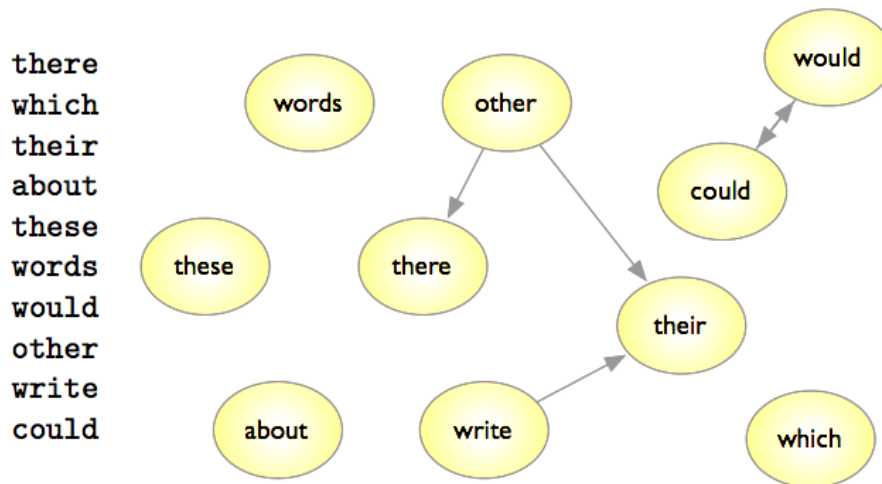 there
which
their
about
these
words
would
other
write
could
words
other
would
could
these
there
their
about
write
which